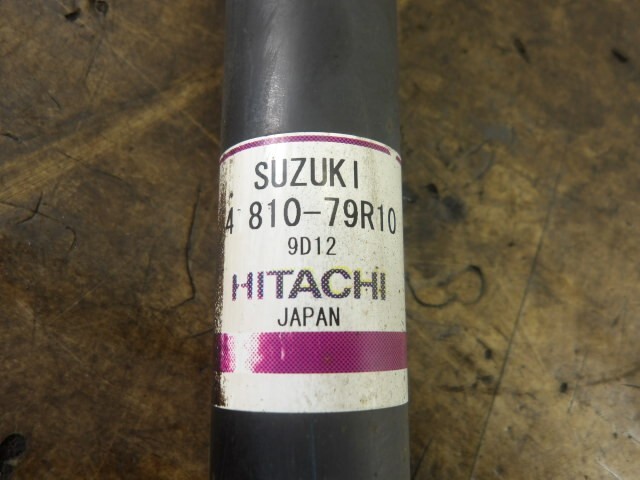 SUZUKI
4 810-79R10
9D12
HITACHI
JAPAN